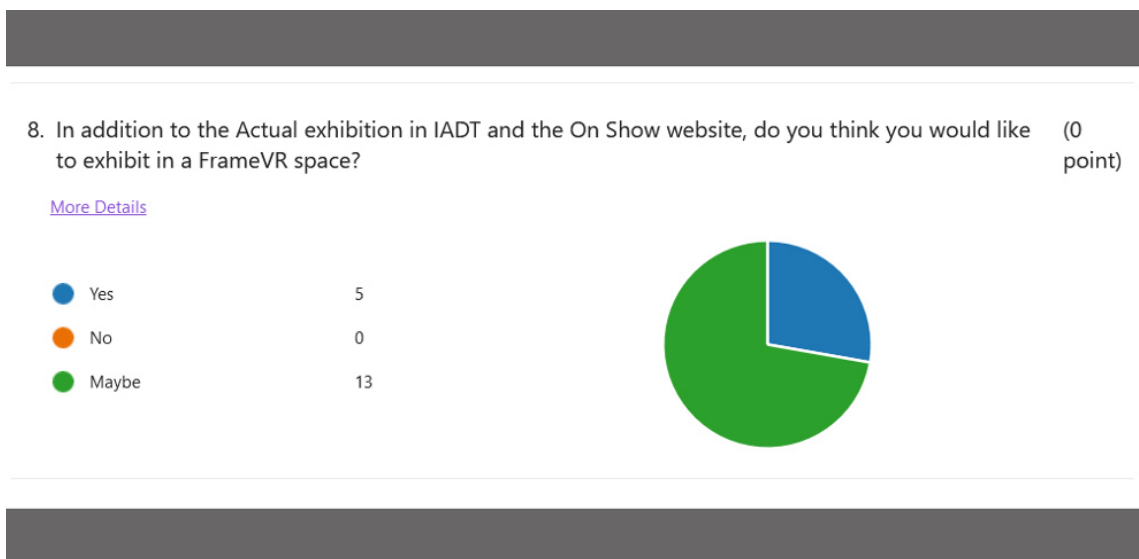 8. In addition to the Actual exhibition in IADT and the On Show website, do you think you would like (0
to exhibit in a FrameVR space? point)
More Details
Yes 5
No 0
Maybe 13